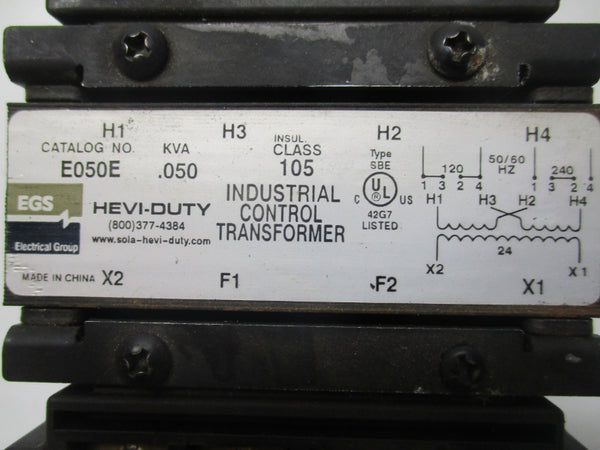 H1 H3 H2 H4
CATALOG NO. KVA INSUL. CLASS
E050E .050 105
Type
SBE
UL
C US
42G7
LISTED
EGS
Electrical Group
HEVI-DUTY
(800)377-4384
www.sola-hevi-duty.com
INDUSTRIAL
CONTROL
TRANSFORMER
120 50/60 240
HZ
1 3 2 4 1 3 2 4
H1 H3 H2 H4
24
X2 X1
MADE IN CHINA X2 F1 F2 X1